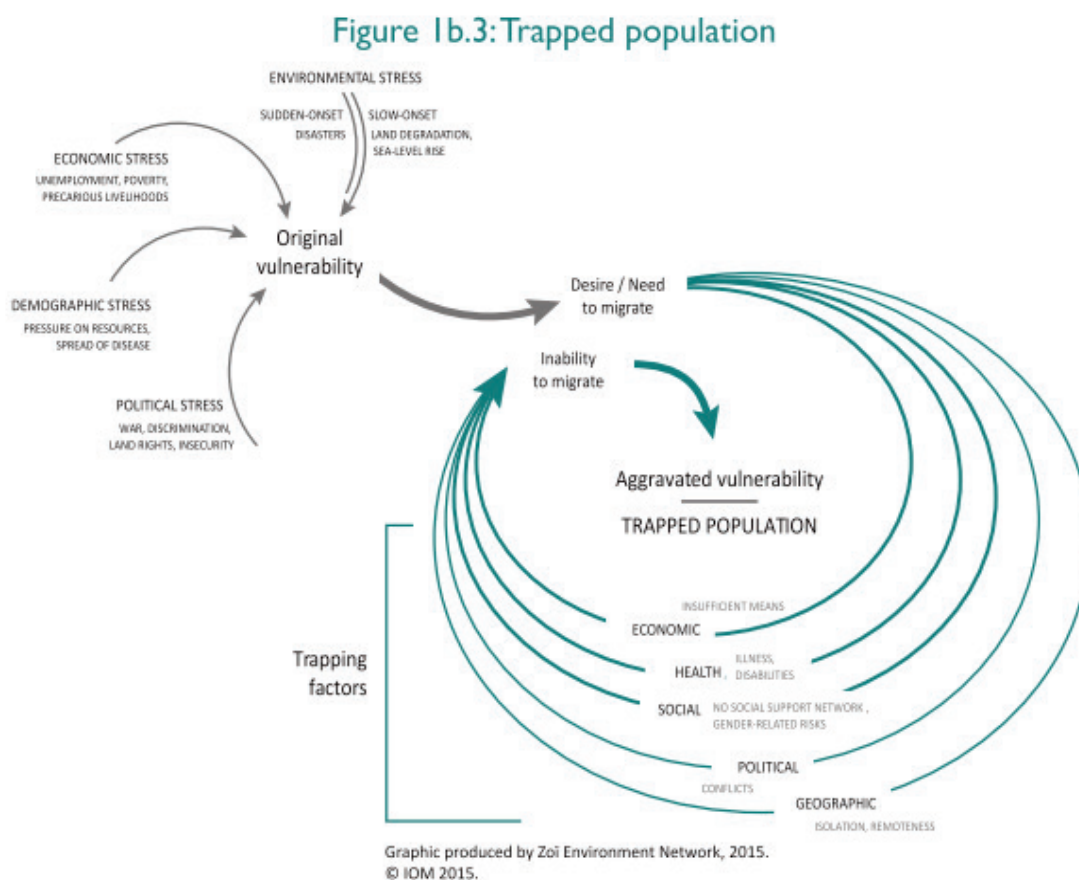 Figure 1b.3: Trapped population
ENVIRONMENTAL STRESS
SUDDEN-ONSET
DISASTERS
SLOW-ONSET
LAND DEGRADATION,
SEA-LEVEL RISE
ECONOMIC STRESS
UNEMPLOYMENT, POVERTY,
PRECARIOUS LIVELIHOODS
Original
vulnerability
DEMOGRAPHIC STRESS
PRESSURE ON RESOURCES,
SPREAD OF DISEASE
POLITICAL STRESS
WAR, DISCRIMINATION,
LAND RIGHTS, INSECURITY
Desire / Need
to migrate
Inability
to migrate
Aggravated vulnerability
TRAPPED POPULATION
Trapping
factors
INSUFFICIENT MEANS
ECONOMIC
HEALTH,
ILLNESS,
DISABILITIES
SOCIAL
NO SOCIAL SUPPORT NETWORK,
GENDER-RELATED RISKS
POLITICAL
CONFLICTS
GEOGRAPHIC
ISOLATION, REMOTENESS
Graphic produced by Zoï Environment Network, 2015.
© IOM 2015.